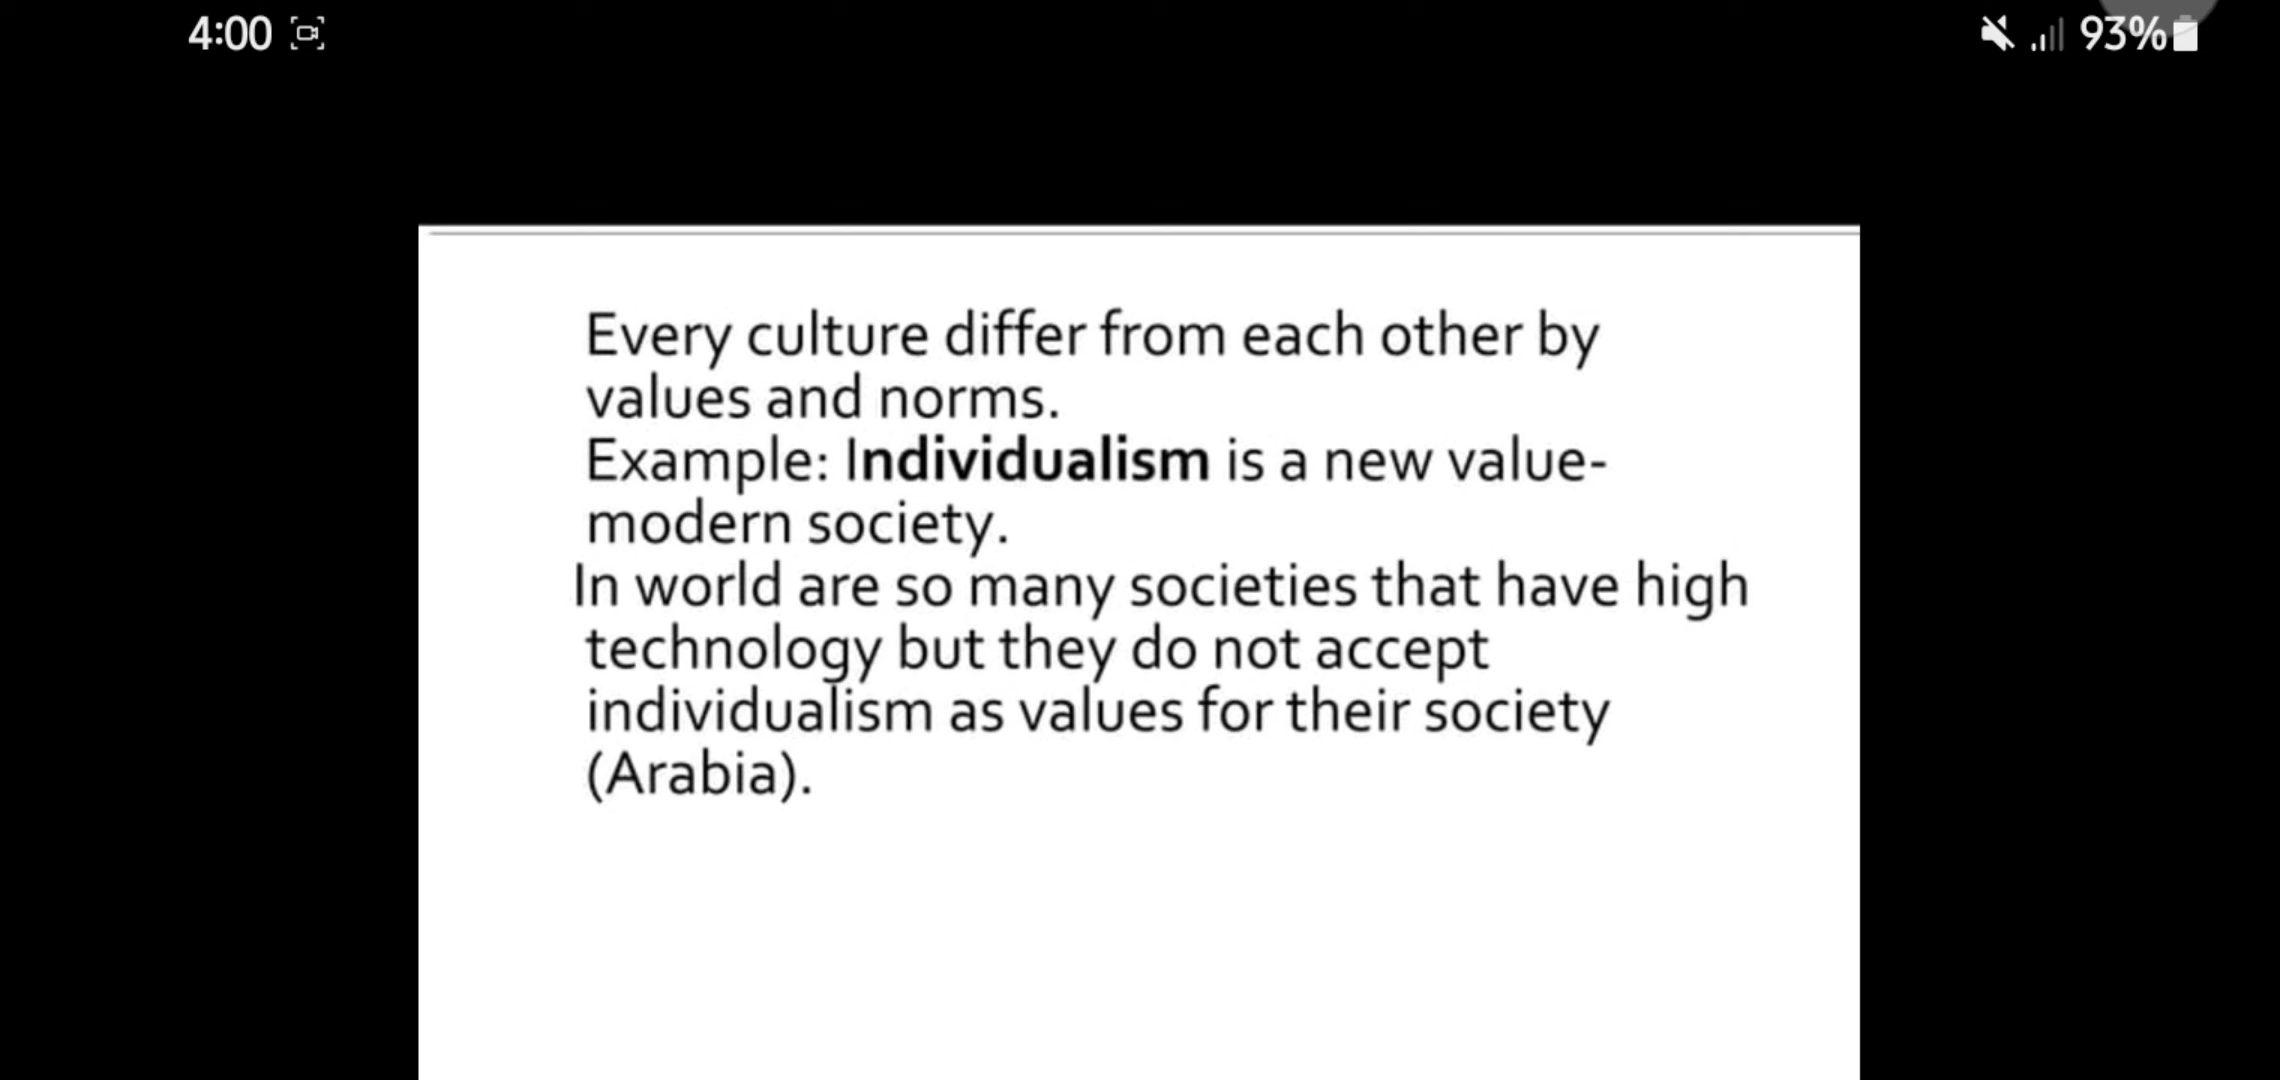 4:00
93%
Every culture differ from each other by
values and norms.
Example: Individualism is a new value-
modern society.
In world are so many societies that have high
technology but they do not accept
individualism as values for their society
(Arabia).